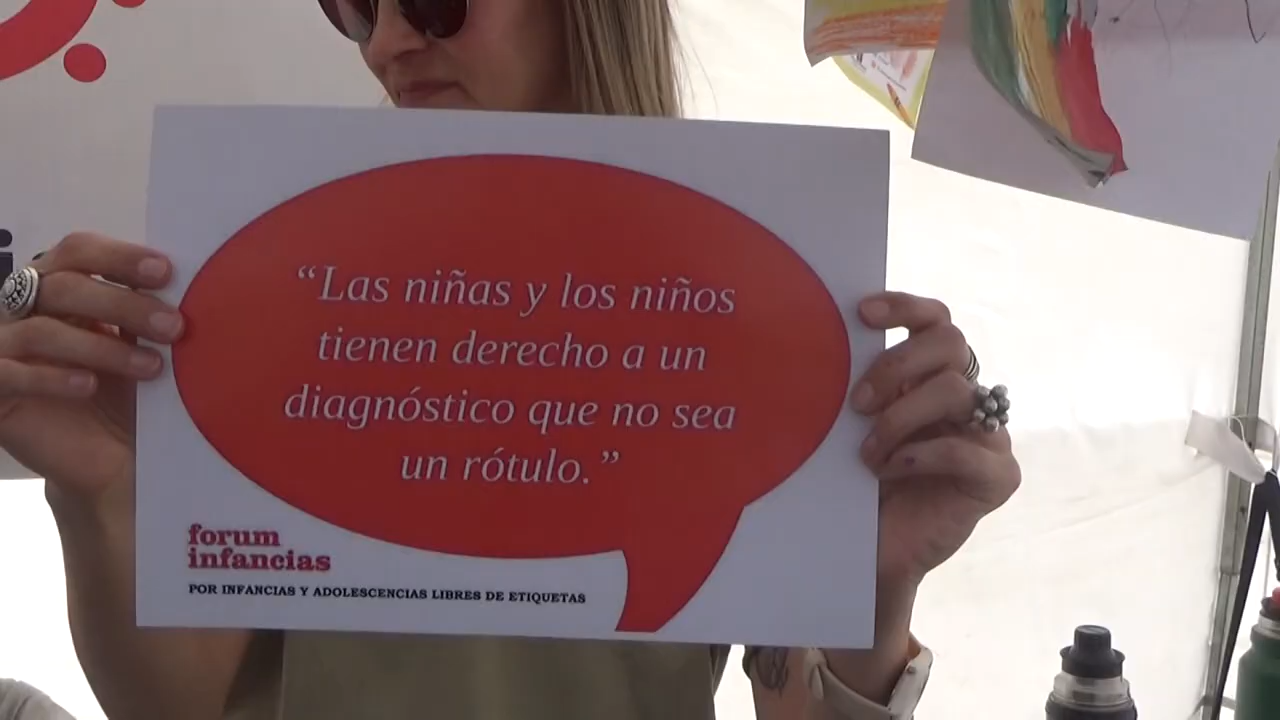 “Las niñas y los niños
tienen derecho a un
diagnóstico que no sea
un rótulo.”
forum
infancias
POR INFANCIAS Y ADOLESCENCIAS LIBRES DE ETIQUETAS